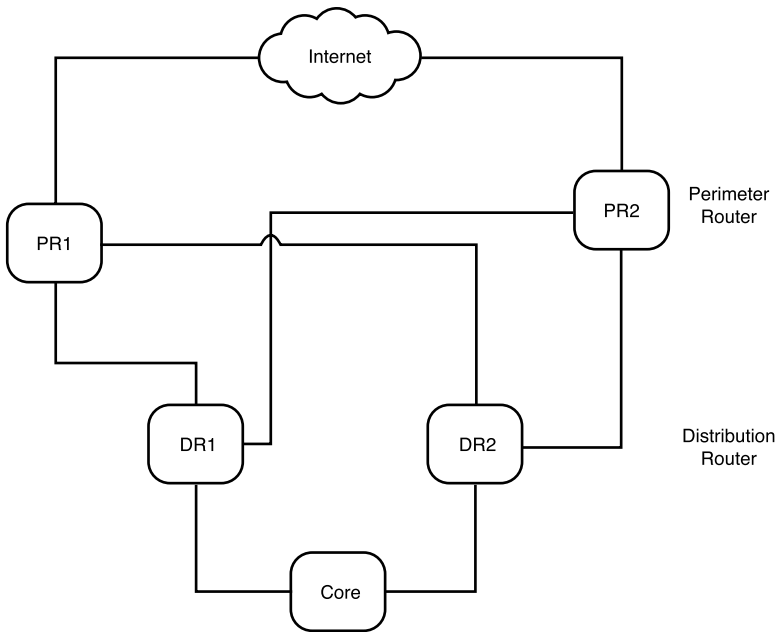 Internet
PR1
PR2
Perimeter
Router
DR1
DR2
Distribution
Router
Core